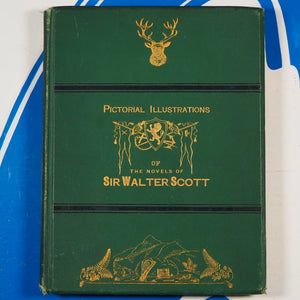 PICTORIAL ILLUSTRATIONS
OF
THE NOVELS OF
SIR WALTER SCOTT